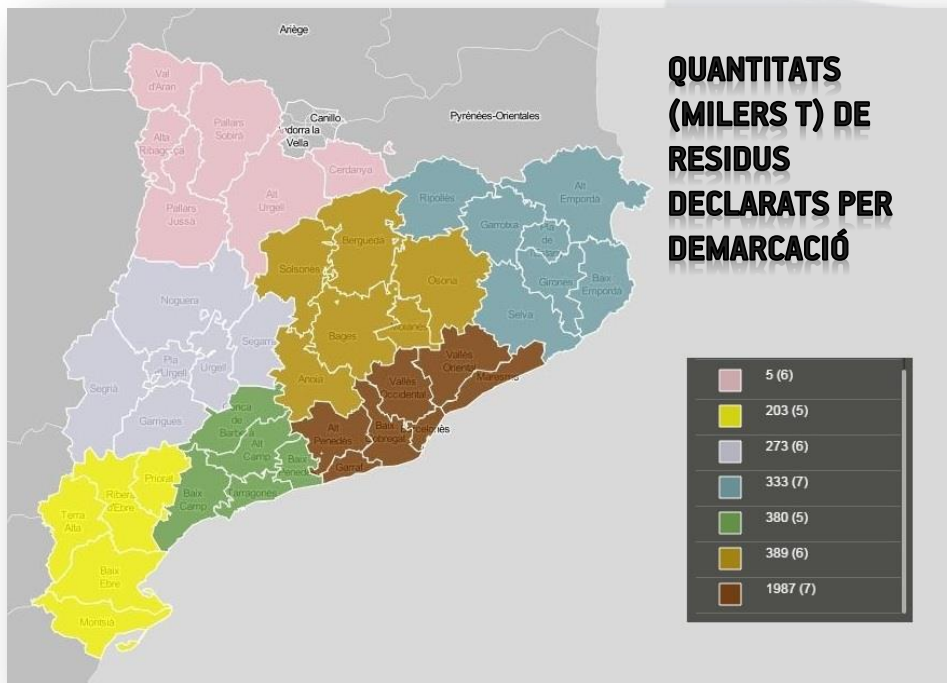 QUANTITATS
(MILERS T) DE
RESIDUS
DECLARATS PER
DEMARCACIÓ
Ariège
Val
d'Aran
Pallars
Sobirà
Canillo
Andorra la
Vella
Pyrénées-Orientales
Alta
Ribagorça
Cerdanya
Alt
Urgell
Pallars
Jussà
Ripollès
Alt
Empordà
Garrotxa
Pla
de
Berguedà
Solsonès
Osona
Gironès
Baix
Empordà
Noguera
Selva
Segarra
Bages
Moianès
Pla
d'Urgell
Urgell
Segrià
Anoia
Vallès
Oriental
Maresme
Vallès
Occidental
Garrigues
Conca
de
Barberà
Alt
Camp
Alt
Penedès
Baix
Llobregat
Barcelonès
Baix
Penedès
Garraf
Priorat
Ribera
d'Ebre
Terra
Alta
Baix
Camp
Tarragonès
Baix
Ebre
Montsià
5 (6)
203 (5)
273 (6)
333 (7)
380 (5)
389 (6)
1987 (7)